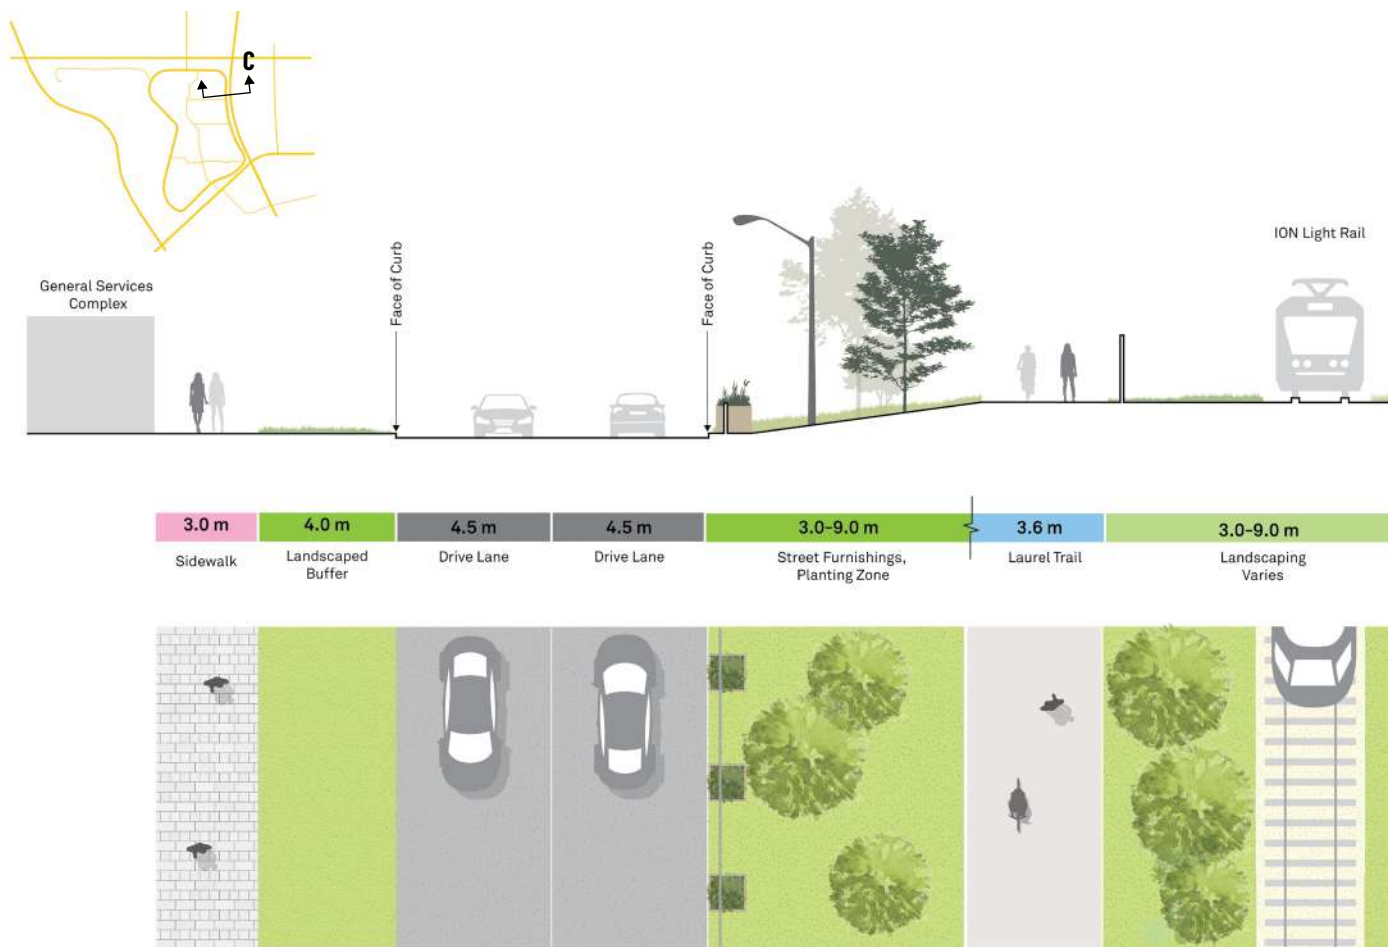 C
ION Light Rail
General Services
Complex
Face of Curb
Face of Curb
3.0 m
4.0 m
4.5 m
4.5 m
3.0-9.0 m
3.6 m
3.0-9.0 m
Sidewalk
Landscaped
Buffer
Drive Lane
Drive Lane
Street Furnishings,
Planting Zone
Laurel Trail
Landscaping
Varies